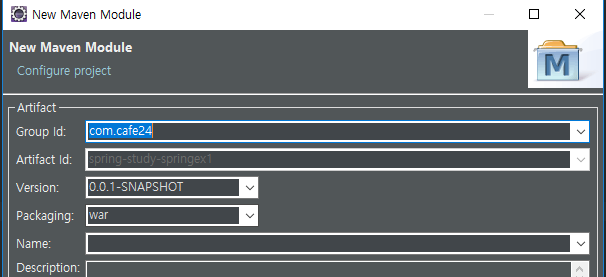 New Maven Module
New Maven Module
Configure project
M
Artifact
Group Id: com.cafe24
Artifact Id: spring-study-springex1
Version: 0.0.1-SNAPSHOT
Packaging: war
Name:
Description: